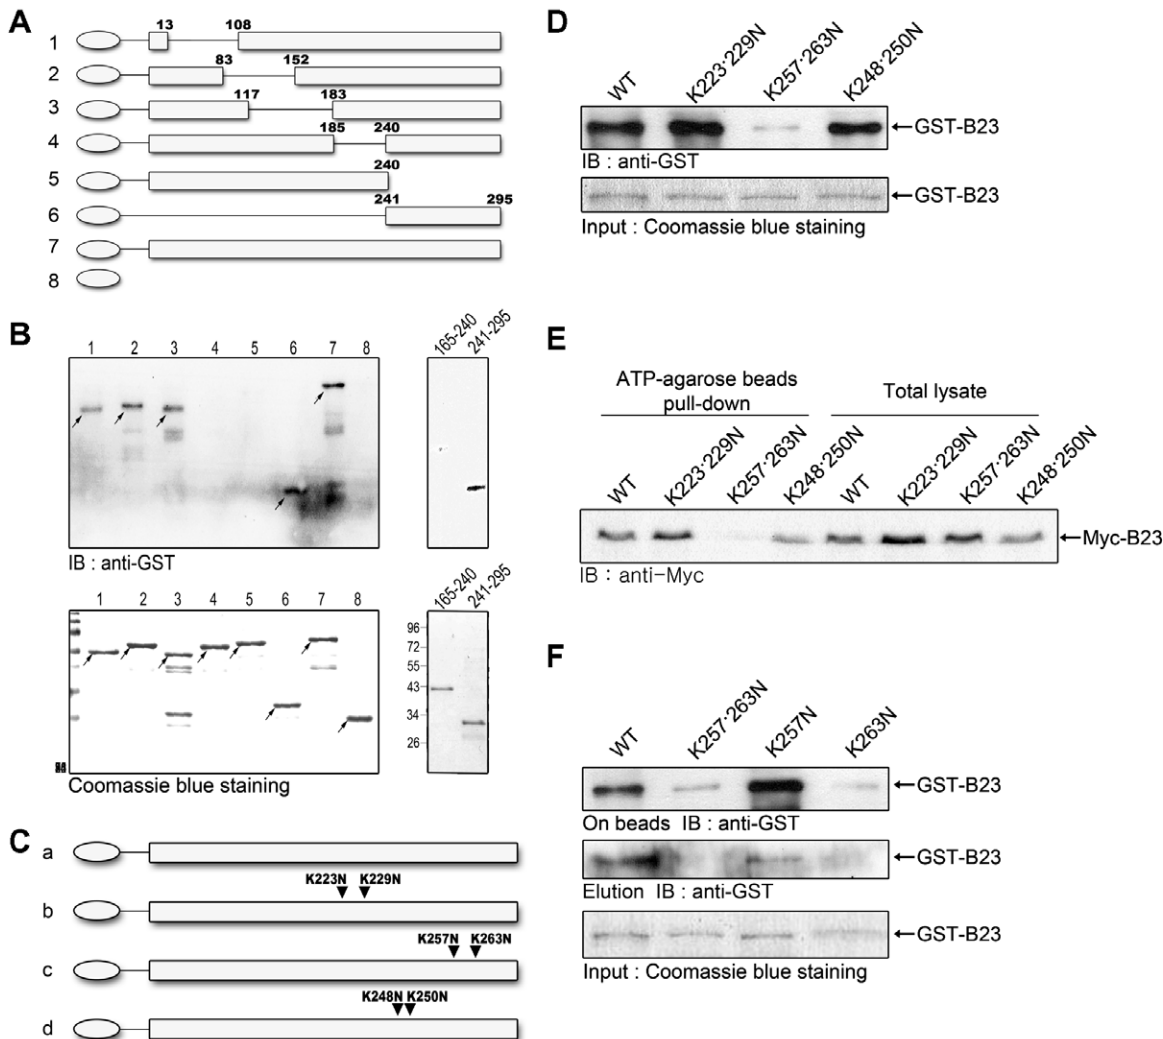 A
13 108
1
83 152
2
117 183
3
185 240
4
240
5
241 295
6
7
8
B
1 2 3 4 5 6 7 8
165-240
241-295
IB : anti-GST
1 2 3 4 5 6 7 8
165-240
241-295
96
72
55
43
34
26
Coomassie blue staining
C
a
K223N K229N
b
K257N K263N
c
K248N K250N
d
D
WT K223·229N K257·263N K248·250N
GST-B23
IB : anti-GST
GST-B23
Input : Coomassie blue staining
E
ATP-agarose beads
pull-down
Total lysate
WT K223·229N K257·263N K248·250N WT K223·229N K257·263N K248·250N
Myc-B23
IB : anti-Myc
F
WT K257·263N K257N K263N
GST-B23
On beads IB : anti-GST
GST-B23
Elution IB : anti-GST
GST-B23
Input : Coomassie blue staining